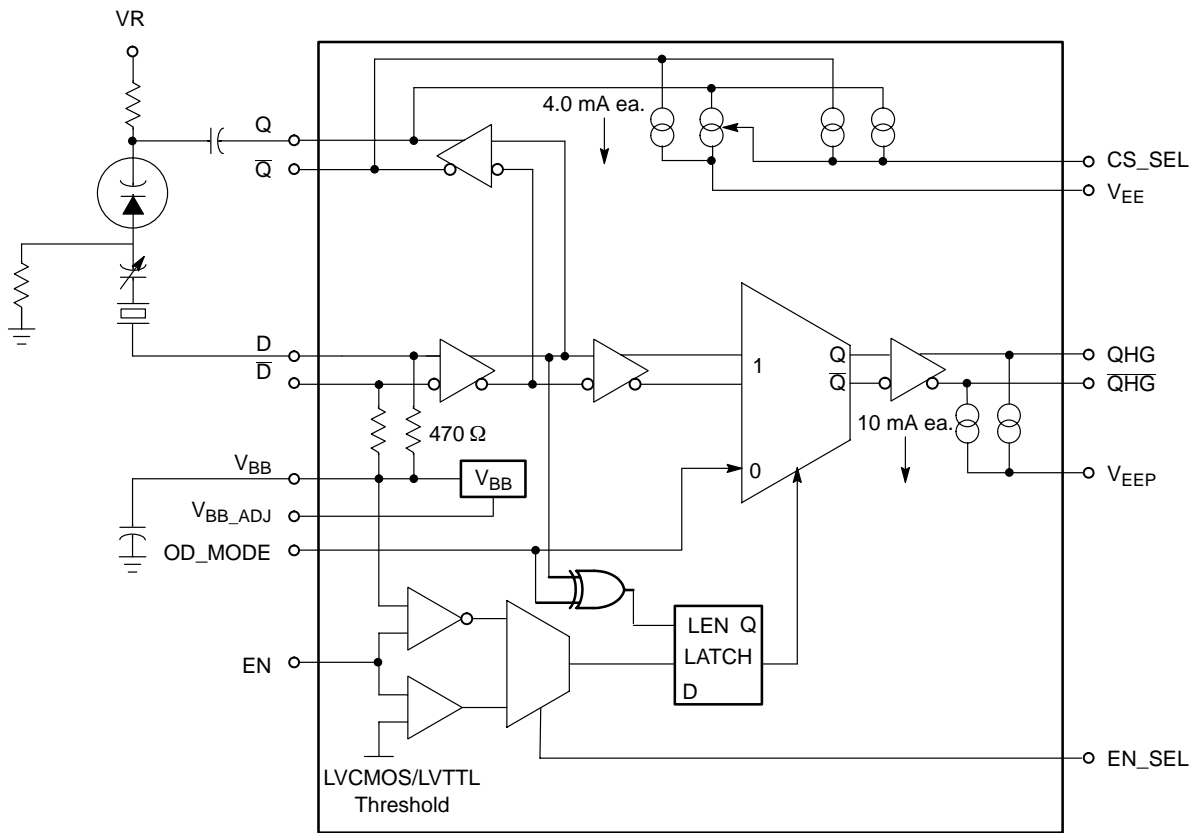 VR
4.0 mA ea.
Q
Q̅
CS_SEL
VEE
D
D̅
1
Q
Q̅
QHG
Q̅H̅G̅
470 Ω
10 mA ea.
VBB
VBB
0
VEEP
VBB_ADJ
OD_MODE
LEN Q
LATCH
D
EN
EN_SEL
LVCMOS/LVTTL
Threshold